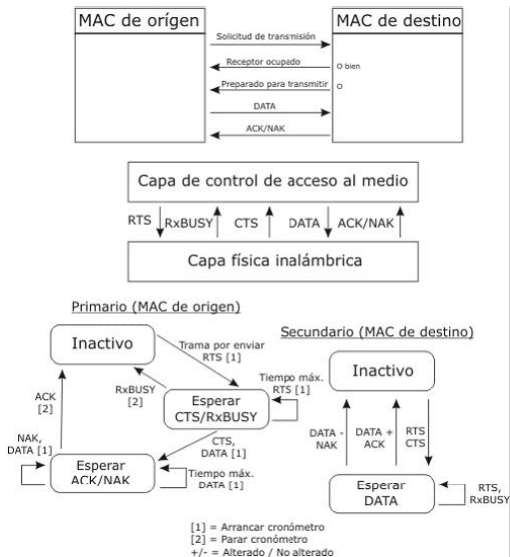 MAC de orígen
MAC de destino
Solicitud de transmisión
Receptor ocupado
O bien
Preparado para transmitir
O
DATA
ACK/NAK
Capa de control de acceso al medio
RTS
RxBUSY
CTS
DATA
ACK/NAK
Capa física inalámbrica
Primario (MAC de origen)
Inactivo
Trama por enviar
RTS [1]
ACK
[2]
RxBUSY
[2]
Esperar
CTS/RxBUSY
Tiempo máx.
RTS [1]
NAK,
DATA [1]
CTS,
DATA [1]
Esperar
ACK/NAK
Tiempo máx.
DATA [1]
Secundario (MAC de destino)
Inactivo
DATA -
NAK
DATA +
ACK
RTS
CTS
Esperar
DATA
RTS,
RxBUSY
[1] = Arrancar cronómetro
[2] = Parar cronómetro
+/- = Alterado / No alterado